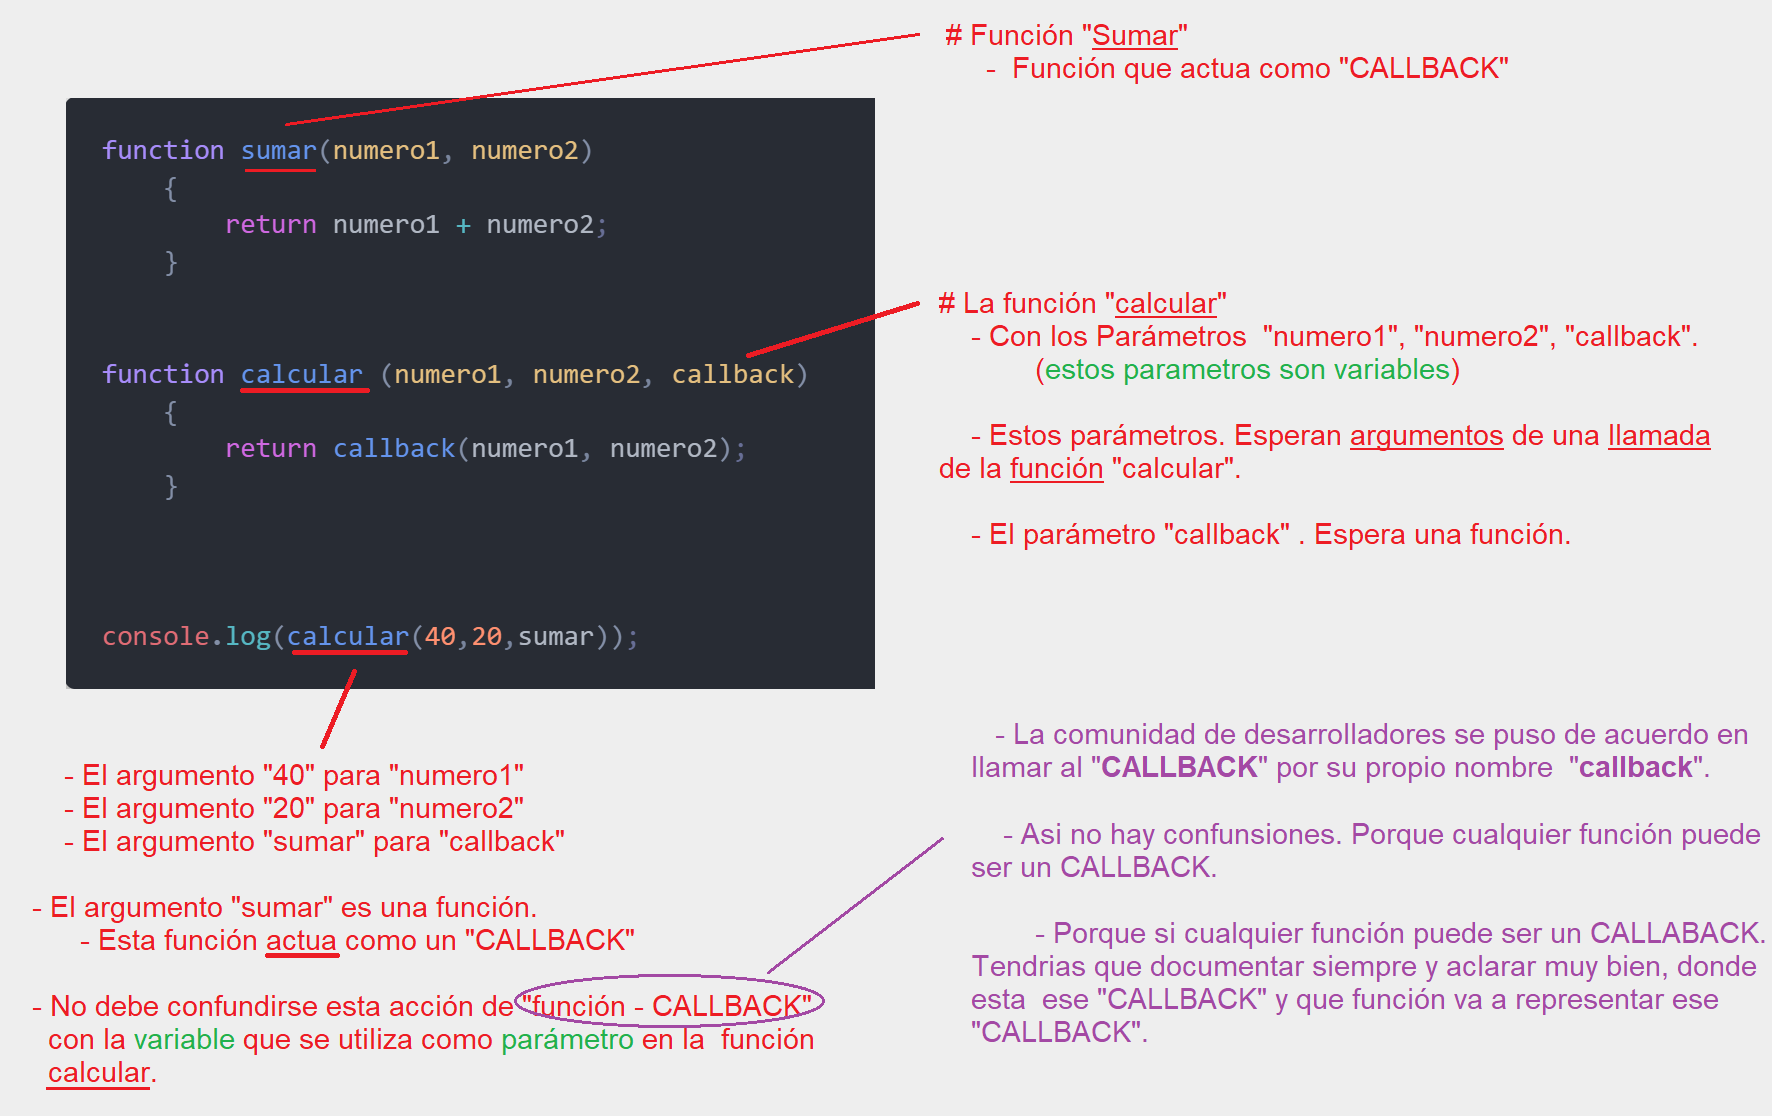 # Función "Sumar"
- Función que actua como "CALLBACK"
function sumar(numero1, numero2)
{
return numero1 + numero2;
}
function calcular (numero1, numero2, callback)
{
return callback(numero1, numero2);
}
console.log(calcular(40,20,sumar));
# La función "calcular"
- Con los Parámetros "numero1", "numero2", "callback".
(estos parametros son variables)
- Estos parámetros. Esperan argumentos de una llamada
de la función "calcular".
- El parámetro "callback" . Espera una función.
- El argumento "40" para "numero1"
- El argumento "20" para "numero2"
- El argumento "sumar" para "callback"
- El argumento "sumar" es una función.
- Esta función actua como un "CALLBACK"
- No debe confundirse esta acción de "función - CALLBACK"
con la variable que se utiliza como parámetro en la función
calcular.
- La comunidad de desarrolladores se puso de acuerdo en
llamar al "CALLBACK" por su propio nombre "callback".
- Asi no hay confunsiones. Porque cualquier función puede
ser un CALLBACK.
- Porque si cualquier función puede ser un CALLABACK.
Tendrias que documentar siempre y aclarar muy bien, donde
esta ese "CALLBACK" y que función va a representar ese
"CALLBACK".